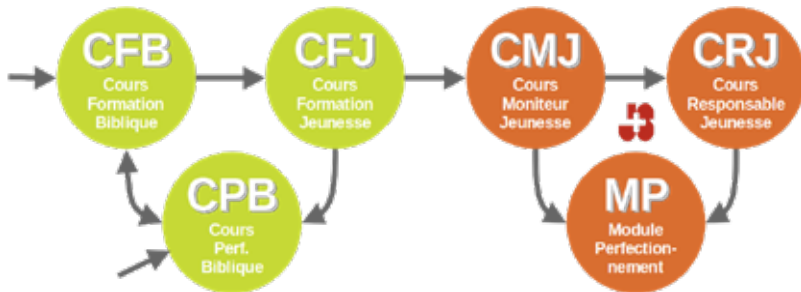 CFB
Cours
Formation
Biblique
CFJ
Cours
Formation
Jeunesse
CMJ
Cours
Moniteur
Jeunesse
CRJ
Cours
Responsable
Jeunesse
CPB
Cours
Perf.
Biblique
MP
Module
Perfection-
nement